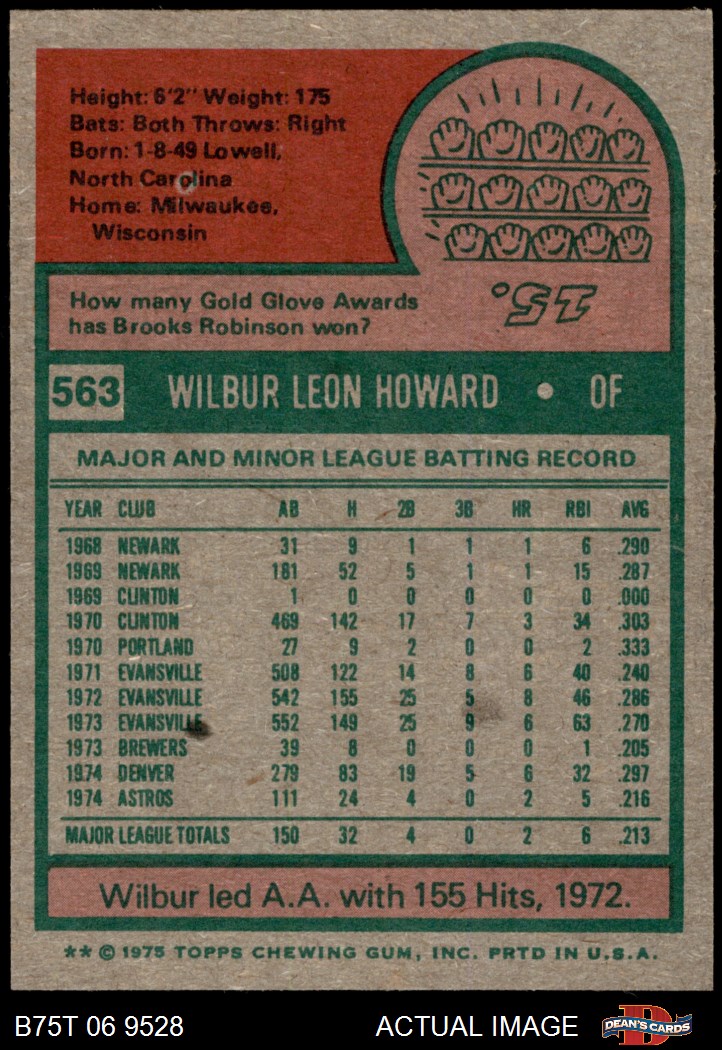 Height: 6'2" Weight: 175
Bats: Both Throws: Right
Born: 1-8-49 Lowell,
North Carolina
Home: Milwaukee,
Wisconsin
How many Gold Glove Awards
has Brooks Robinson won?
15.
563 WILBUR LEON HOWARD • OF
MAJOR AND MINOR LEAGUE BATTING RECORD
YEAR CLUB AB H 2B 3B HR RBI AVG
1968 NEWARK 31 9 1 1 1 6 .290
1969 NEWARK 181 52 5 1 1 15 .287
1969 CLINTON 1 0 0 0 0 0 .000
1970 CLINTON 469 142 17 7 3 34 .303
1970 PORTLAND 27 9 2 0 0 2 .333
1971 EVANSVILLE 508 122 14 8 6 40 .240
1972 EVANSVILLE 542 155 25 5 8 46 .286
1973 EVANSVILLE 552 149 25 9 6 63 .270
1973 BREWERS 39 8 0 0 0 1 .205
1974 DENVER 279 83 19 5 6 32 .297
1974 ASTROS 111 24 4 0 2 5 .216
MAJOR LEAGUE TOTALS 150 32 4 0 2 6 .213
Wilbur led A.A. with 155 Hits, 1972.
** © 1975 TOPPS CHEWING GUM, INC. PRTD IN U.S.A.
B75T 06 9528 ACTUAL IMAGE D DEAN'S CARDS